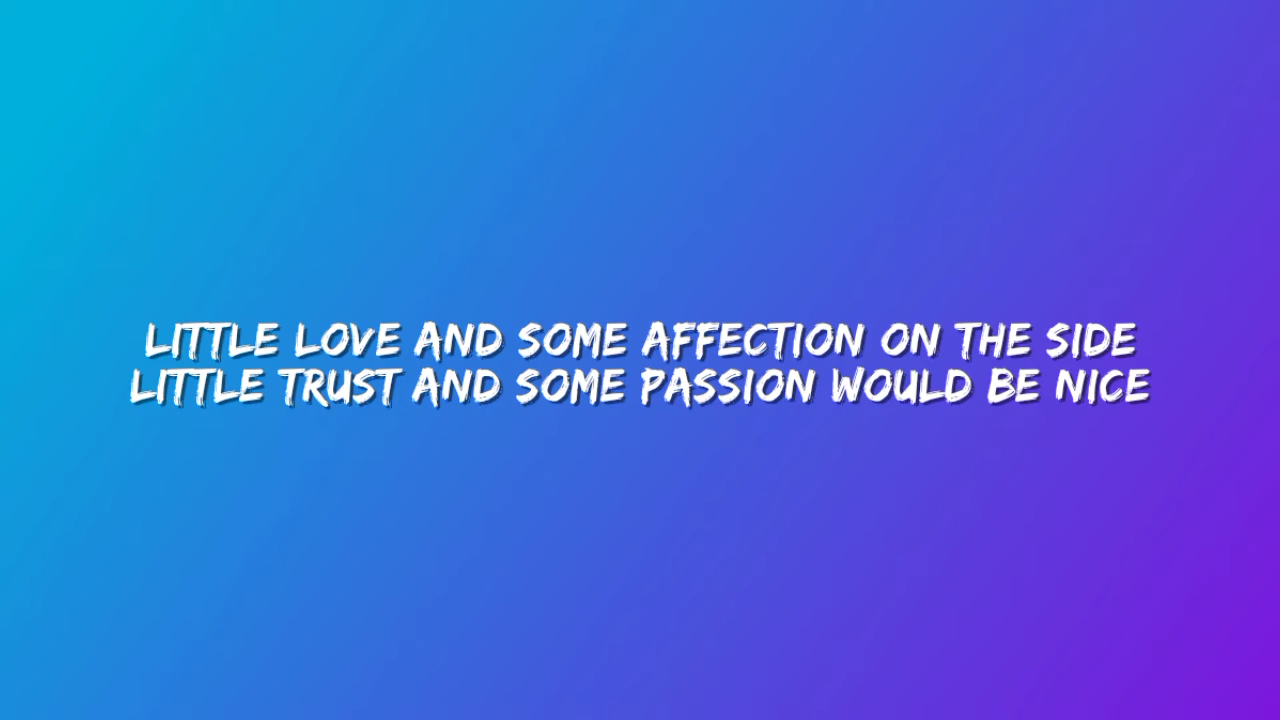 LITTLE LOVE AND SOME AFFECTION ON THE SIDE
LITTLE TRUST AND SOME PASSION WOULD BE NICE